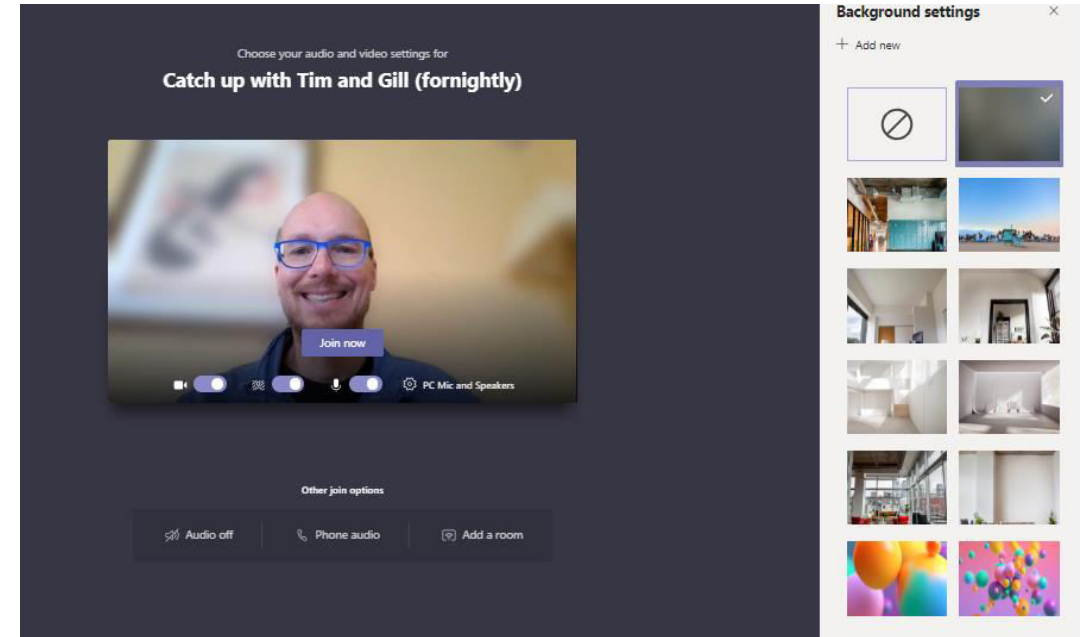 Background settings
Add new
Choose your audio and video settings for
Catch up with Tim and Gill (fornightly)
Join now
PC Mic and Speakers
Other join options
Audio off
Phone audio
Add a room